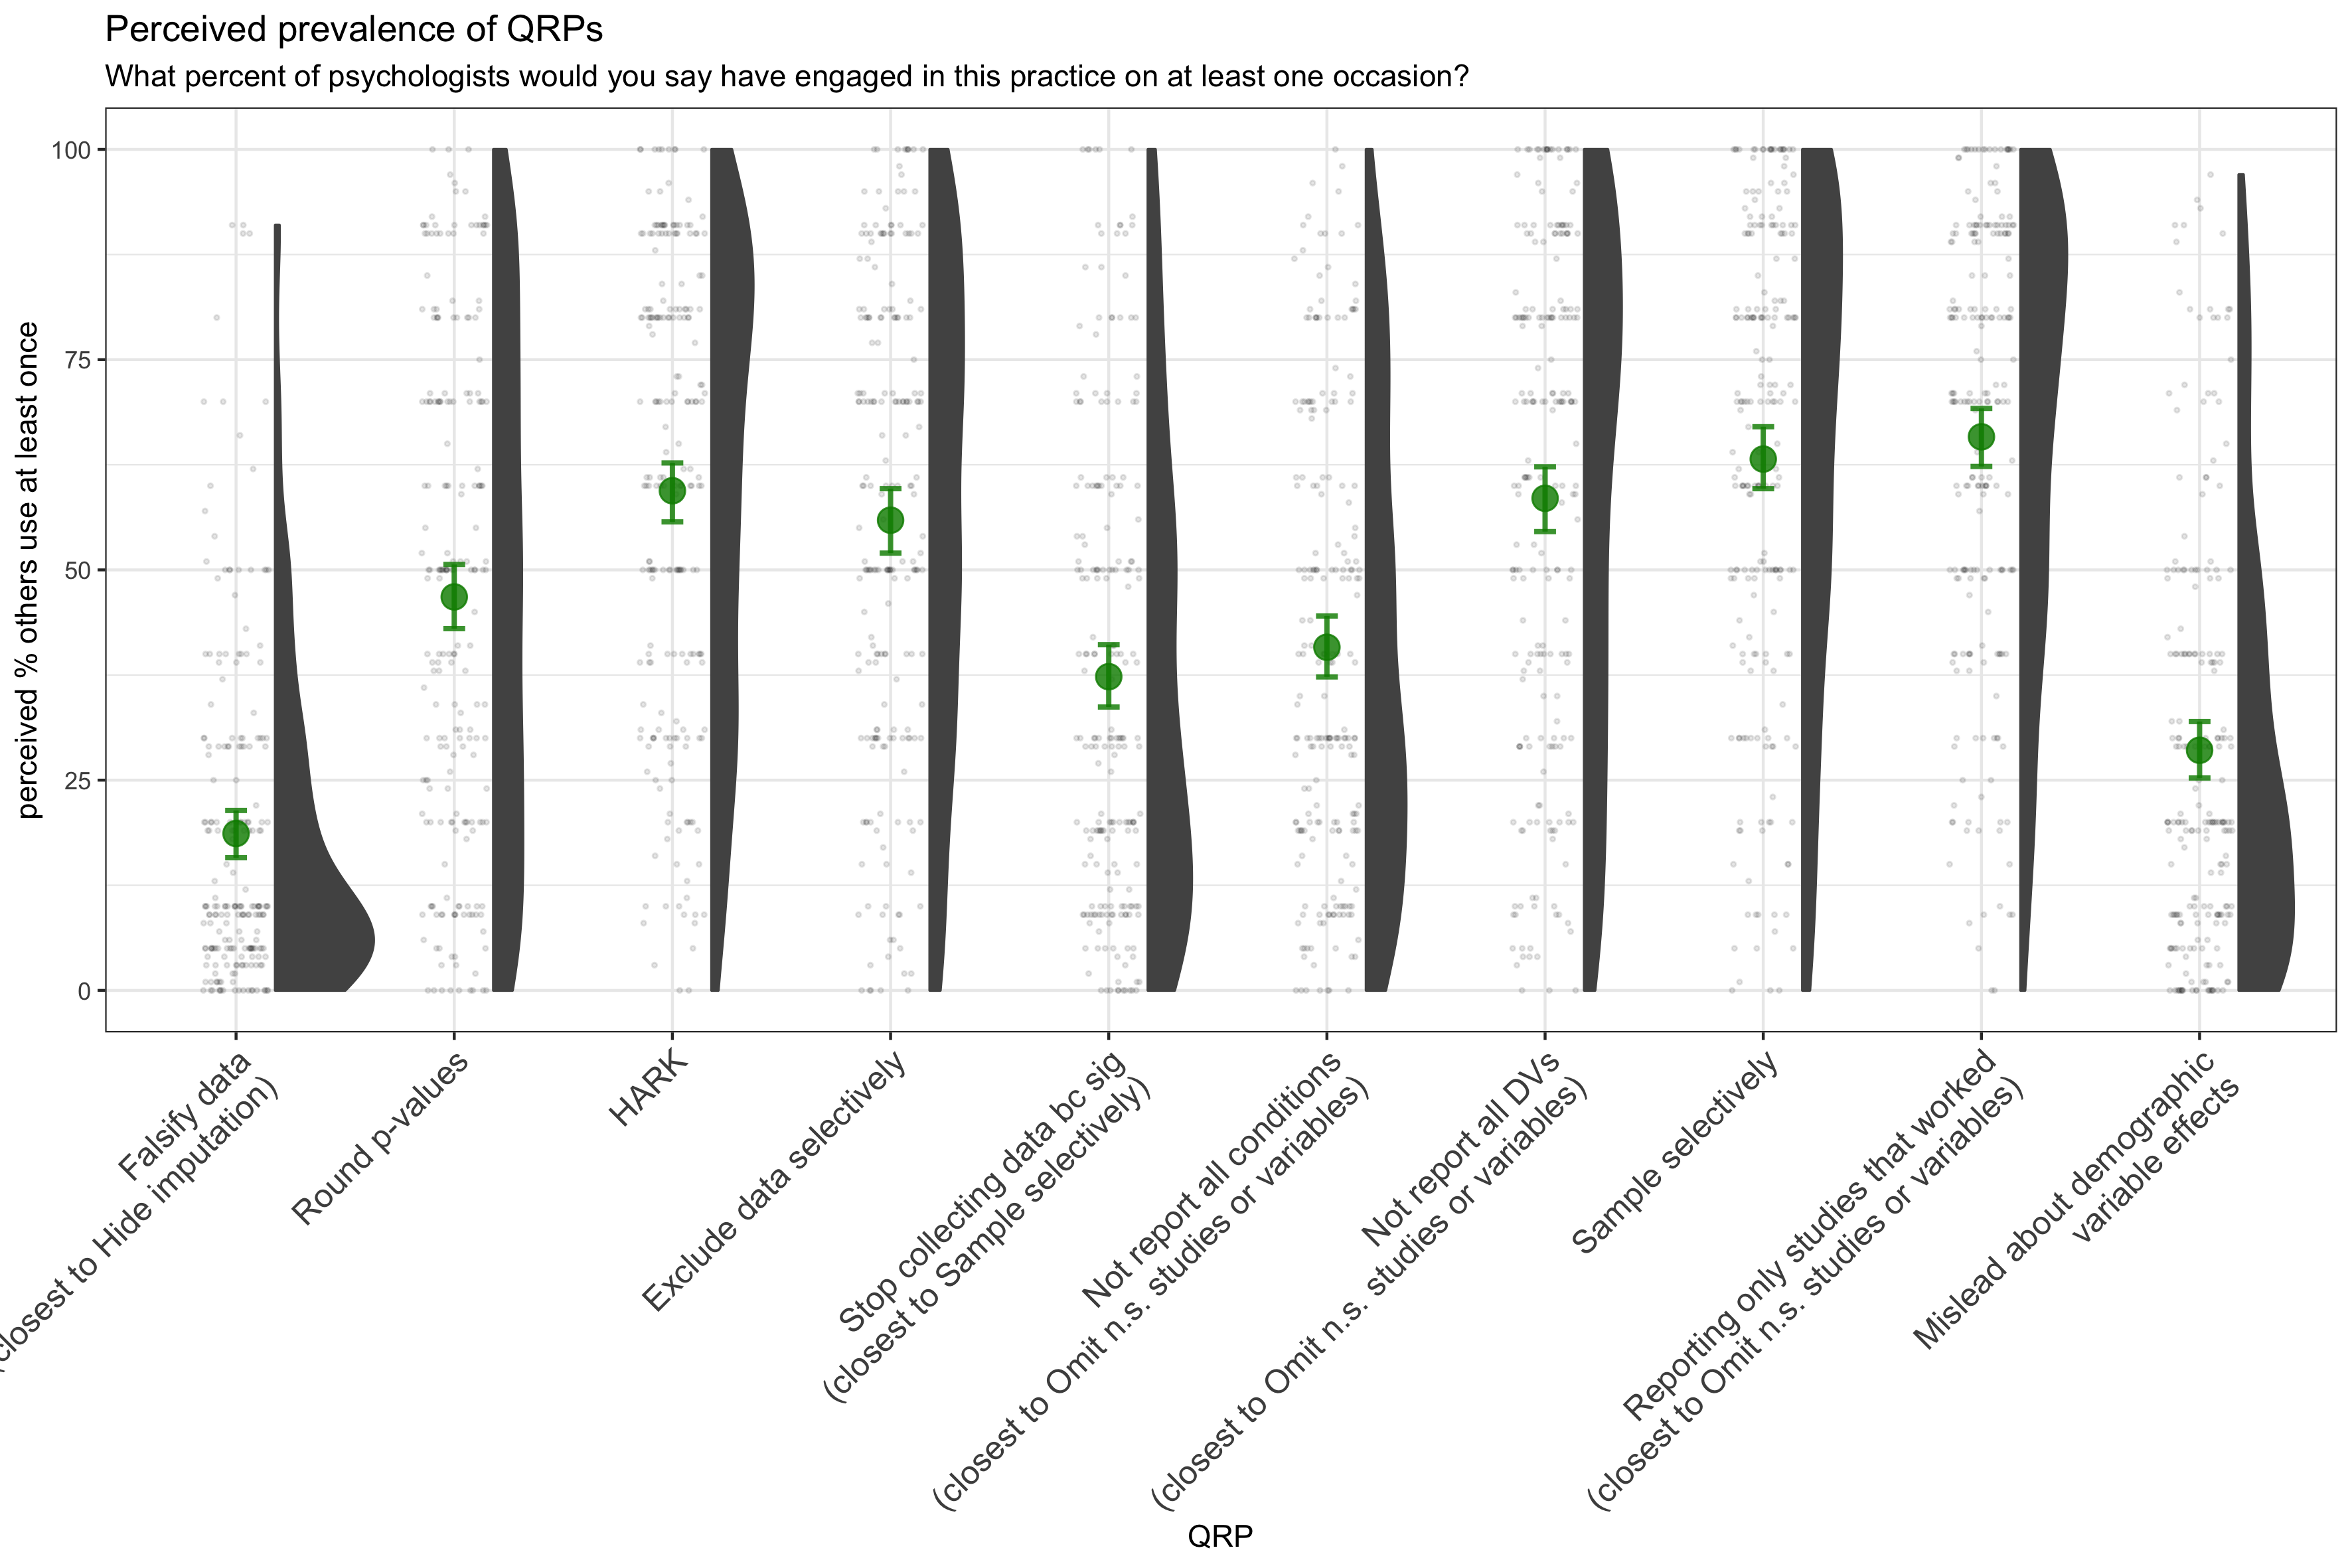 Perceived prevalence of QRPs
What percent of psychologists would you say have engaged in this practice on at least one occasion?
perceived % others use at least once
100
75
50
25
0
Falsify data
(closest to Hide imputation)
Round p-values
HARK
Exclude data selectively
Stop collecting data bc sig
(closest to Sample selectively)
Not report all conditions
(closest to Omit n.s. studies or variables)
Not report all DVs
(closest to Omit n.s. studies or variables)
Sample selectively
Reporting only studies that worked
(closest to Omit n.s. studies or variables)
Mislead about demographic
variable effects
QRP